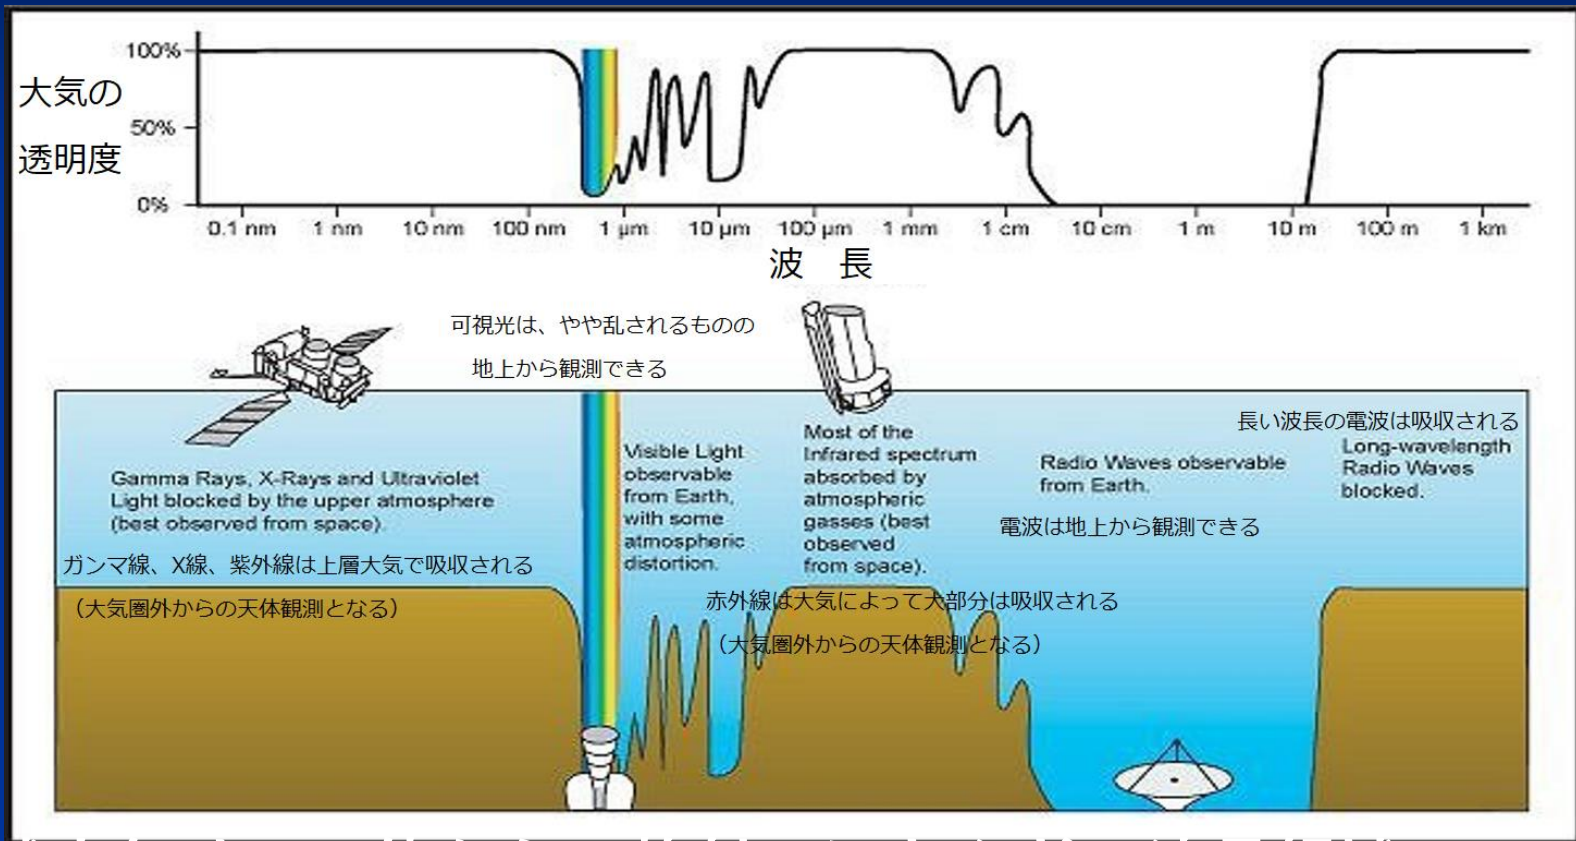 大気の
透明度
100%
50%
0%
0.1 nm 1 nm 10 nm 100 nm 1 μm 10 μm 100 μm 1 mm 1 cm 10 cm 1 m 10 m 100 m 1 km
波 長
可視光は、やや乱されるものの
地上から観測できる
Gamma Rays, X-Rays and Ultraviolet
Light blocked by the upper atmosphere
(best observed from space).
ガンマ線、X線、紫外線は上層大気で吸収される
（大気圏外からの天体観測となる）
Visible Light
observable
from Earth,
with some
atmospheric
distortion.
Most of the
Infrared spectrum
absorbed by
atmospheric
gasses (best
observed
from space).
赤外線は大気によって大部分は吸収される
（大気圏外からの天体観測となる）
Radio Waves observable
from Earth.
電波は地上から観測できる
長い波長の電波は吸収される
Long-wavelength
Radio Waves
blocked.